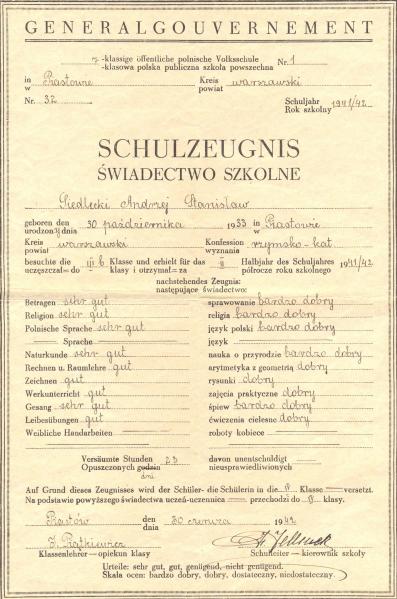 GENERALGOUVERNEMENT
7 -klassige öffentliche polnische Volksschule
-klasowa polska publiczna szkoła powszechna Nr. 1
in
w Piastowie Kreis
powiat warszawski
Nr. 32 Schuljahr
Rok szkolny 1941/42
SCHULZEUGNIS
ŚWIADECTWO SZKOLNE
Siedlecki Andrzej Stanisław
geboren den
urodzony dnia 30 października 1933 in
w Piastowie
Kreis
powiat warszawski Konfession
wyznania rzymsko-kat.
besuchte die III b Klasse und erhielt für das II Halbjahr des Schuljahres
uczęszczał=do klasy i otrzymał=za półrocze roku szkolnego 1941/42
nachstehendes Zeugnis:
następujące świadectwo:
Betragen sehr gut sprawowanie bardzo dobry
Religion sehr gut religia bardzo dobry
Polnische Sprache sehr gut język polski bardzo dobry
— Sprache język
Naturkunde sehr gut nauka o przyrodzie bardzo dobry
Rechnen u. Raumlehre gut arytmetyka z geometrią dobry
Zeichnen gut rysunki dobry
Werkunterricht gut zajęcia praktyczne dobry
Gesang sehr gut śpiew bardzo dobry
Leibesübungen gut ćwiczenia cielesne dobry
Weibliche Handarbeiten roboty kobiece
Versäumte Stunden 23 davon unentschuldigt
Opuszczonych godzin nieusprawiedliwionych
dni
Auf Grund dieses Zeugnisses wird der Schüler- die Schülerin in die IV Klasse versetzt.
Na podstawie powyższego świadectwa uczeń-uczennica przechodzi do IV klasy.
Piastów den
dnia 30 czerwca 1942
J. Piątkiewicz
Klassenlehrer — opiekun klasy Schulleiter — kierownik szkoły
Urteile: sehr gut, gut, genügend, nicht genügend.
Skala ocen: bardzo dobry, dobry, dostateczny, niedostateczny.